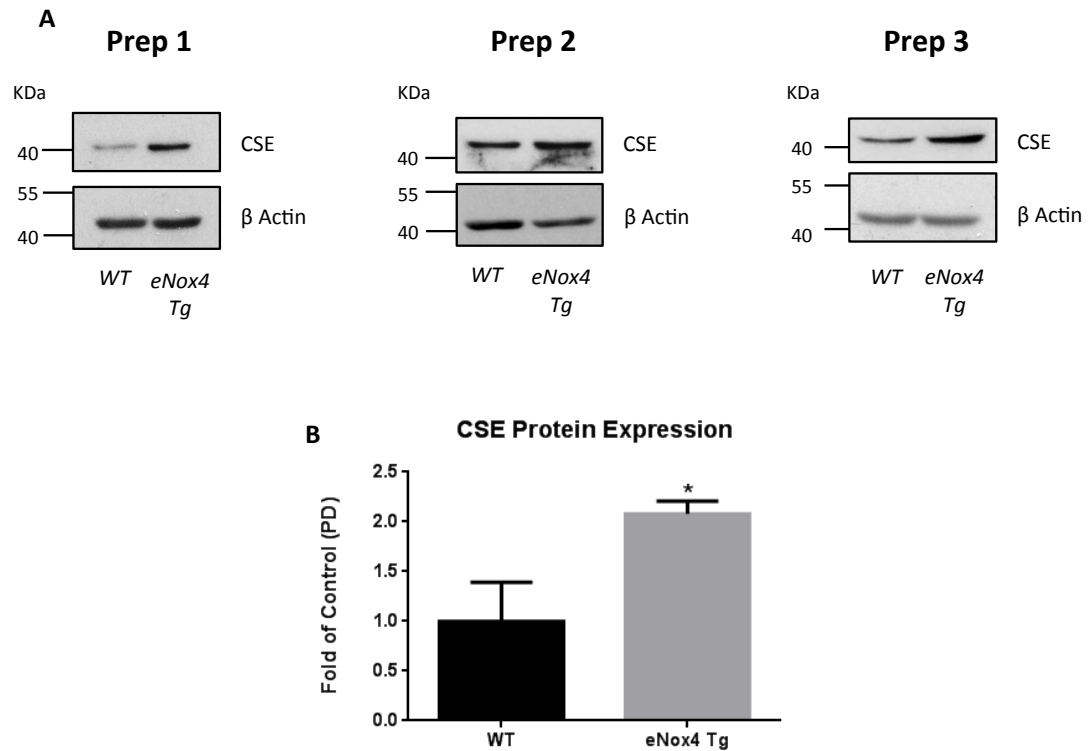 A
Prep 1
Prep 2
Prep 3
KDa
40
CSE
55
40
β Actin
WT
eNox4
Tg
40
CSE
55
40
β Actin
WT
eNox4
Tg
KDa
40
CSE
55
40
β Actin
WT
eNox4
Tg
B
CSE Protein Expression
Fold of Control (PD)
2.5
2.0
1.5
1.0
0.5
0.0
*
WT
eNox4 Tg